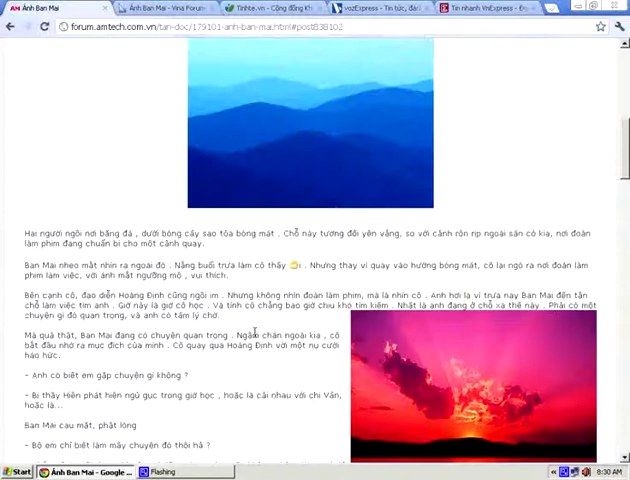 Ánh Ban Mai
Ánh Ban Mai - Vina Forum
Tinhte.vn - Cộng đồng Kh
vozExpress - Tin tức, đán
Tin nhanh VnExpress - Đọc
forum.amtech.com.vn/tan-doc/179101-anh-ban-mai.html#post838102
Hai người ngồi nơi băng đá , dưới bóng cây sao tỏa bóng mát . Chỗ này tương đối yên vắng, so với cảnh rộn rịp ngoài sân cỏ kia, nơi đoàn
làm phim đang chuẩn bị cho một cảnh quay.
Ban Mai nheo mắt nhìn ra ngoài đó . Nắng buổi trưa làm cô thấy . Nhưng thay vì quay vào hướng bóng mát, cô lại ngó ra nơi đoàn
phim làm việc, với ánh mắt ngưỡng mộ , vui thích.
Bên cạnh cô, đạo diễn Hoàng Định cũng ngồi im . Nhưng không nhìn đoàn làm phim, mà là nhìn cô . Anh hơi lạ vì trưa nay Ban Mai đến tận
chỗ làm việc tìm anh . Giờ này là giờ cô học . Và tính cô chẳng bao giờ chịu khó tìm kiếm . Nhất là anh đang ở chỗ xa thế này . Phải có một
chuyện gì đó quan trọng, và anh có tâm lý chờ.
Mà quả thật, Ban Mai đang có chuyện quan trọng . Ngắm chán ngoài kia , cô
bắt đầu nhớ ra mục đích của mình . Cô quay qua Hoàng Định với một nụ cười
háo hức.
- Anh có biết em gặp chuyện gì không ?
- Bị thầy Hiền phát hiện ngủ gục trong giờ học , hoặc là cãi nhau với chị Vân,
hoặc là...
Ban Mai cau mặt, phật lòng
- Bộ em chỉ biết làm mấy chuyện đó thôi hả ?
Start
Ánh Ban Mai - Google ...
Flashing
8:30 AM